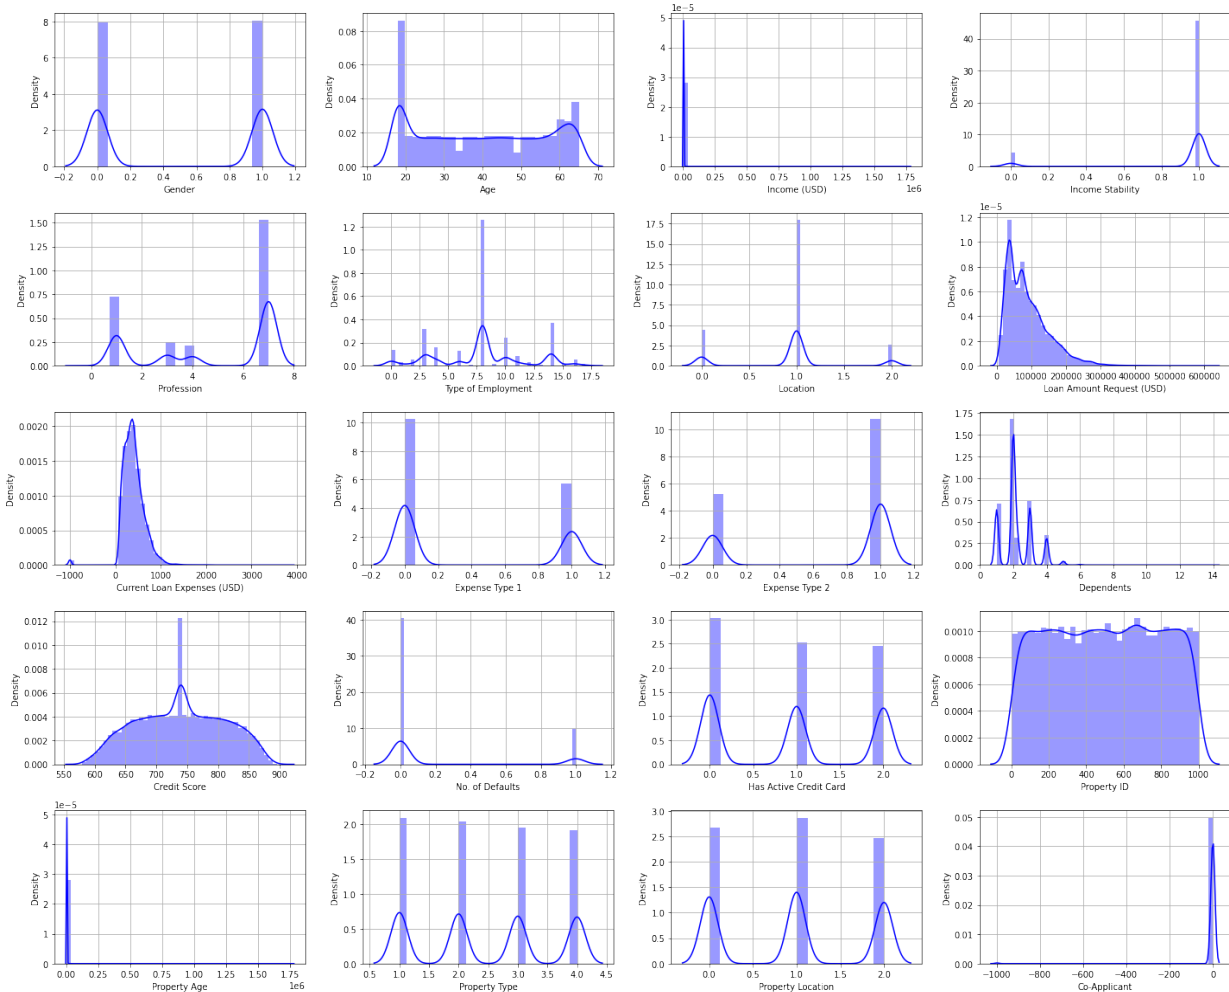 8
6
4
2
0
Density
−0.2 0.0 0.2 0.4 0.6 0.8 1.0 1.2
Gender
0.08
0.06
0.04
0.02
0.00
Density
10 20 30 40 50 60 70
Age
1e−5
5
4
3
2
1
0
Density
0.00 0.25 0.50 0.75 1.00 1.25 1.50 1.75
1e6
Income (USD)
40
30
20
10
0
Density
0.0 0.2 0.4 0.6 0.8 1.0
Income Stability
1.50
1.25
1.00
0.75
0.50
0.25
0.00
Density
0 2 4 6 8
Profession
1.2
1.0
0.8
0.6
0.4
0.2
0.0
Density
0.0 2.5 5.0 7.5 10.0 12.5 15.0 17.5
Type of Employment
17.5
15.0
12.5
10.0
7.5
5.0
2.5
0.0
Density
0.0 0.5 1.0 1.5 2.0
Location
1e−5
1.2
1.0
0.8
0.6
0.4
0.2
0.0
Density
0 100000 200000 300000 400000 500000 600000
Loan Amount Request (USD)
0.0020
0.0015
0.0010
0.0005
0.0000
Density
−1000 0 1000 2000 3000 4000
Current Loan Expenses (USD)
10
8
6
4
2
0
Density
−0.2 0.0 0.2 0.4 0.6 0.8 1.0 1.2
Expense Type 1
10
8
6
4
2
0
Density
−0.2 0.0 0.2 0.4 0.6 0.8 1.0 1.2
Expense Type 2
1.75
1.50
1.25
1.00
0.75
0.50
0.25
0.00
Density
0 2 4 6 8 10 12 14
Dependents
0.012
0.010
0.008
0.006
0.004
0.002
0.000
Density
550 600 650 700 750 800 850 900
Credit Score
40
30
20
10
0
Density
−0.2 0.0 0.2 0.4 0.6 0.8 1.0 1.2
No. of Defaults
3.0
2.5
2.0
1.5
1.0
0.5
0.0
Density
0.0 0.5 1.0 1.5 2.0
Has Active Credit Card
0.0010
0.0008
0.0006
0.0004
0.0002
0.0000
Density
0 200 400 600 800 1000
Property ID
1e−5
5
4
3
2
1
0
Density
0.00 0.25 0.50 0.75 1.00 1.25 1.50 1.75
1e6
Property Age
2.0
1.5
1.0
0.5
0.0
Density
0.5 1.0 1.5 2.0 2.5 3.0 3.5 4.0 4.5
Property Type
3.0
2.5
2.0
1.5
1.0
0.5
0.0
Density
0.0 0.5 1.0 1.5 2.0
Property Location
0.05
0.04
0.03
0.02
0.01
0.00
Density
−1000 −800 −600 −400 −200 0
Co-Applicant